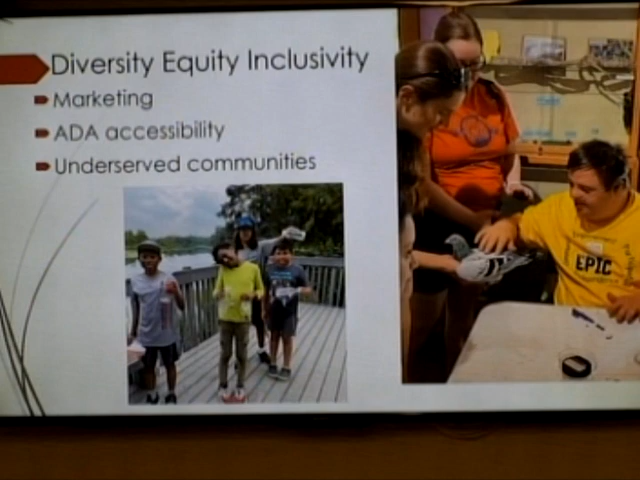 Diversity Equity Inclusivity
Marketing
ADA accessibility
Underserved communities
EPIC